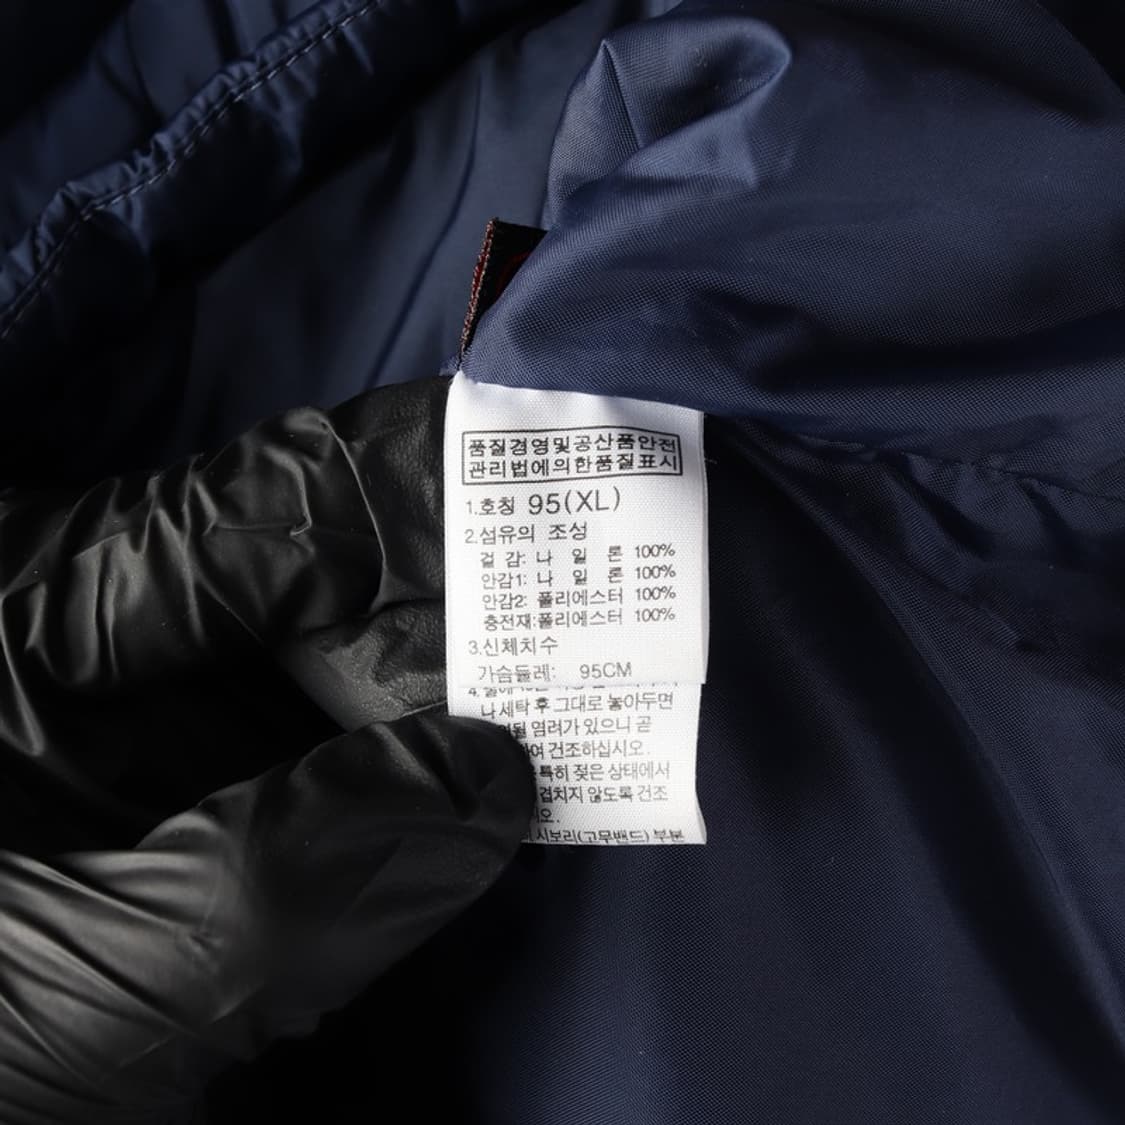 품질경영및공산품안전
관리법에의한품질표시
1.호칭 95(XL)
2.섬유의 조성
겉 감: 나 일 론 100%
안감1: 나 일 론 100%
안감2: 폴리에스터 100%
충전재:폴리에스터 100%
3.신체치수
가슴둘레: 95CM
4.
나 세탁 후 그대로 놓아두면
염려가 있으니 곧
건조하십시오.
특히 젖은 상태에서
겹치지 않도록 건조
오.
시보리(고무밴드) 부분